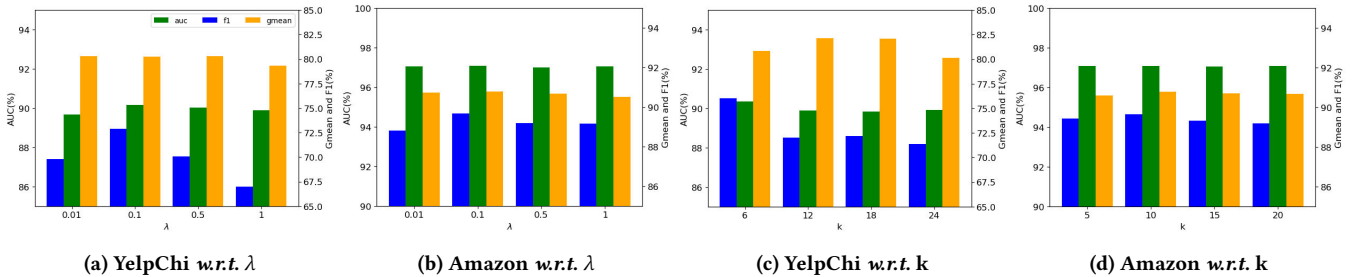 auc f1 gmean
AUC(%)
94
92
90
88
86
0.01 0.1 0.5 1
λ
85.0
82.5
80.0
77.5
75.0
72.5
70.0
67.5
65.0
Gmean and F1(%)
(a) YelpChi w.r.t. λ
AUC(%)
100
98
96
94
92
90
0.01 0.1 0.5 1
λ
94
92
90
88
86
Gmean and F1(%)
(b) Amazon w.r.t. λ
AUC(%)
94
92
90
88
86
6 12 18 24
k
85.0
82.5
80.0
77.5
75.0
72.5
70.0
67.5
65.0
Gmean and F1(%)
(c) YelpChi w.r.t. k
AUC(%)
100
98
96
94
92
90
5 10 15 20
k
94
92
90
88
86
Gmean and F1(%)
(d) Amazon w.r.t. k